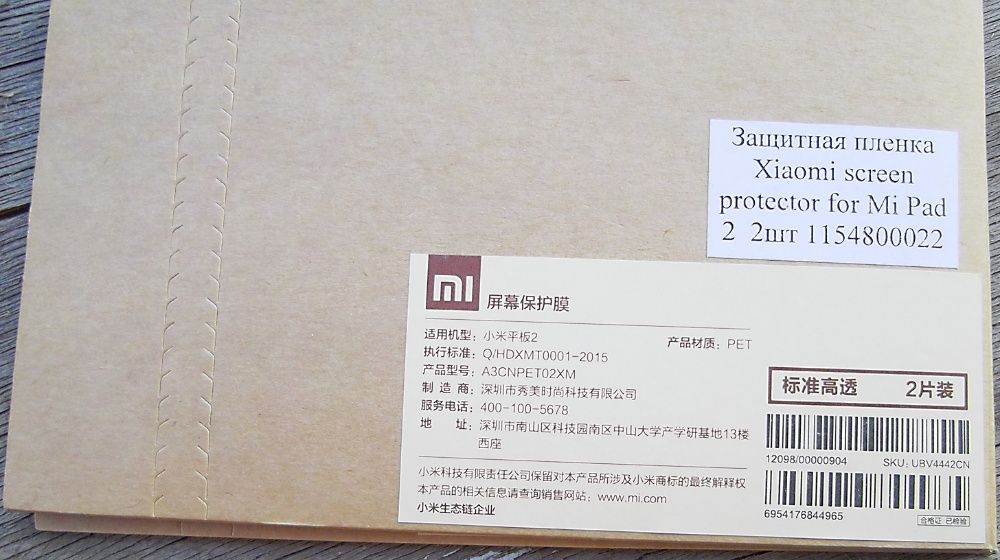 Защитная пленка
Xiaomi screen
protector for Mi Pad
2 2шт 1154800022
mi
屏幕保护膜
适用机型：小米平板2
产品材质：PET
执行标准：Q/HDXMT0001-2015
产品型号：A3CNPET02XM
制 造 商：深圳市秀美时尚科技有限公司
服务电话：400-100-5678
地 址：深圳市南山区科技园南区中山大学产学研基地13楼
西座
标准高透 2片装
12098/00000904 SKU: UBV4442CN
小米科技有限责任公司保留对本产品所涉及小米商标的最终解释权
本产品的相关信息请查询销售网站：www.mi.com
小米生态链企业
6954176844965
合格证 已检验